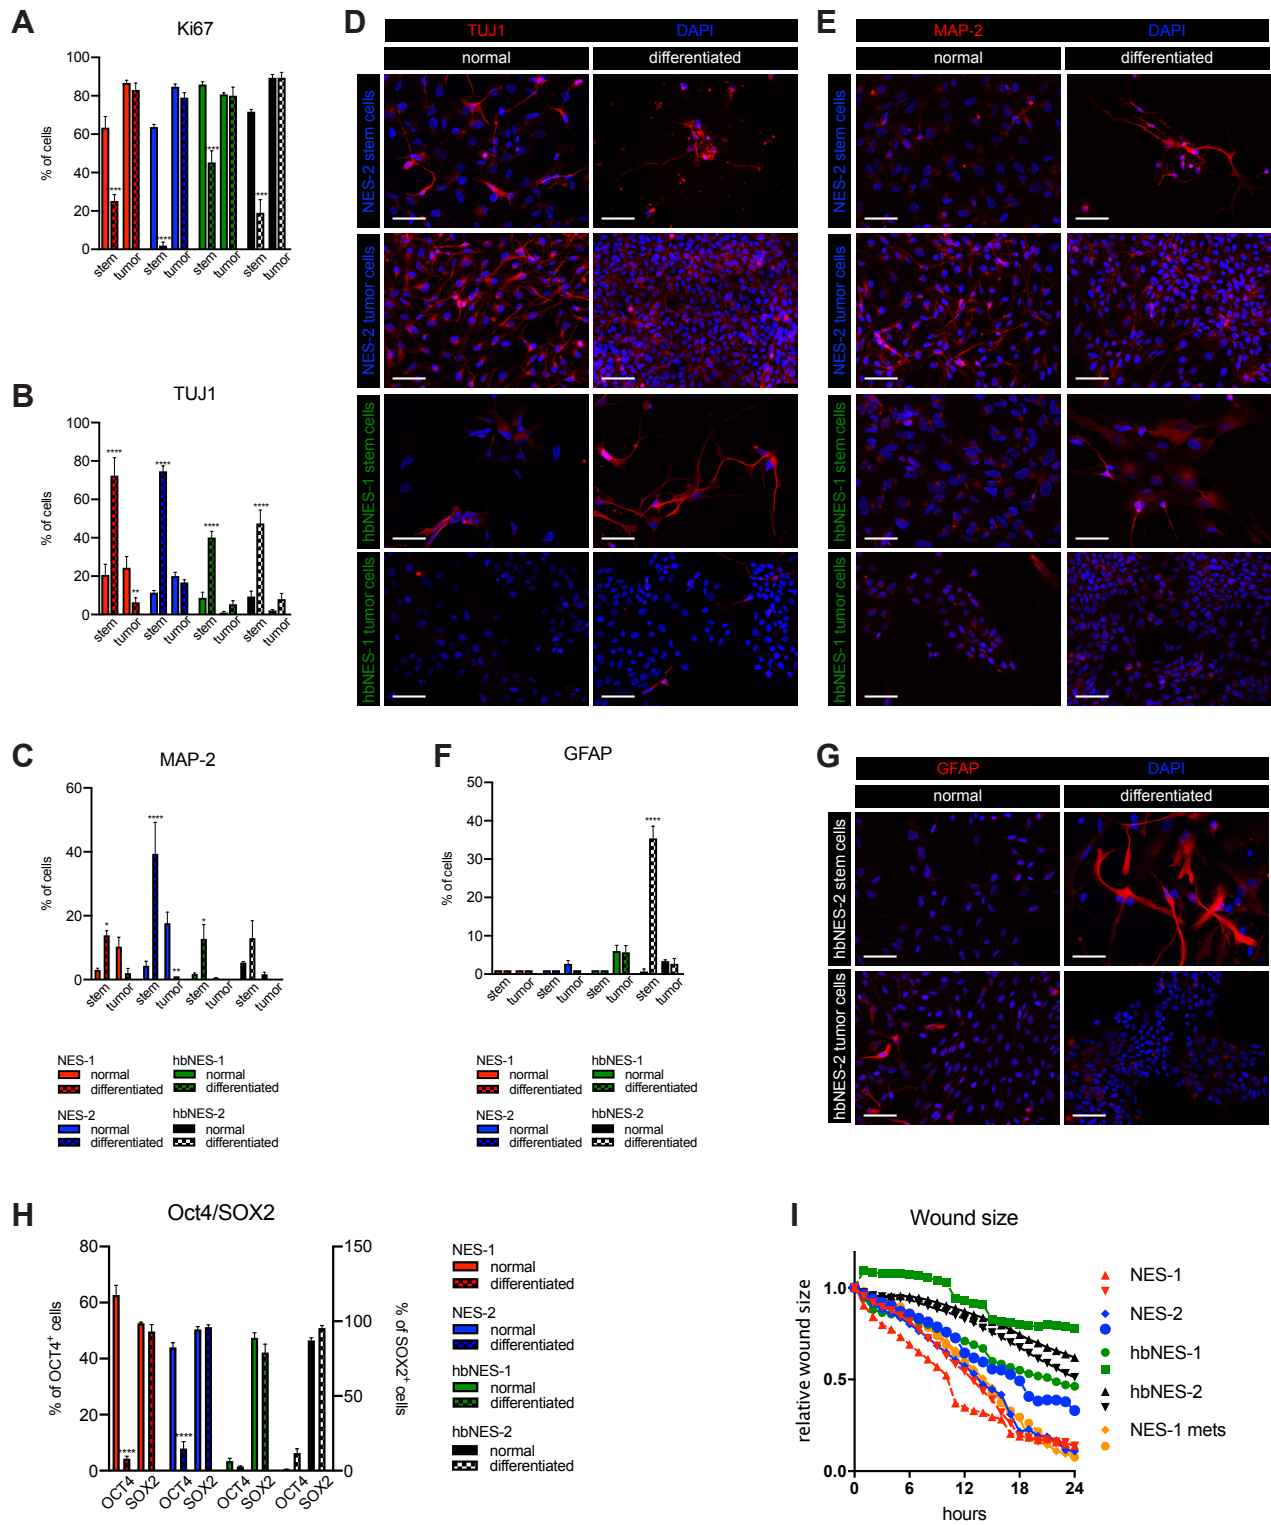 A
Ki67
% of cells
100
80
60
40
20
0
****
****
****
****
stem
tumor
stem
tumor
stem
tumor
stem
tumor
B
TUJ1
% of cells
100
80
60
40
20
0
****
**
****
****
****
stem
tumor
stem
tumor
stem
tumor
stem
tumor
C
MAP-2
% of cells
60
40
20
0
*
****
**
*
stem
tumor
stem
tumor
stem
tumor
stem
tumor
NES-1
normal
differentiated
NES-2
normal
differentiated
hbNES-1
normal
differentiated
hbNES-2
normal
differentiated
D
TUJ1
DAPI
normal
differentiated
NES-2 stem cells
NES-2 tumor cells
hbNES-1 stem cells
hbNES-1 tumor cells
E
MAP-2
DAPI
normal
differentiated
NES-2 stem cells
NES-2 tumor cells
hbNES-1 stem cells
hbNES-1 tumor cells
F
GFAP
% of cells
50
40
30
20
10
0
****
stem
tumor
stem
tumor
stem
tumor
stem
tumor
NES-1
normal
differentiated
NES-2
normal
differentiated
hbNES-1
normal
differentiated
hbNES-2
normal
differentiated
G
GFAP
DAPI
normal
differentiated
hbNES-2 stem cells
hbNES-2 tumor cells
H
Oct4/SOX2
% of OCT4+ cells
80
60
40
20
0
150
100
50
0
% of SOX2+ cells
****
****
OCT4
SOX2
OCT4
SOX2
OCT4
SOX2
OCT4
SOX2
NES-1
normal
differentiated
NES-2
normal
differentiated
hbNES-1
normal
differentiated
hbNES-2
normal
differentiated
I
Wound size
relative wound size
1.0
0.5
0.0
0
6
12
18
24
hours
NES-1
NES-2
hbNES-1
hbNES-2
NES-1 mets